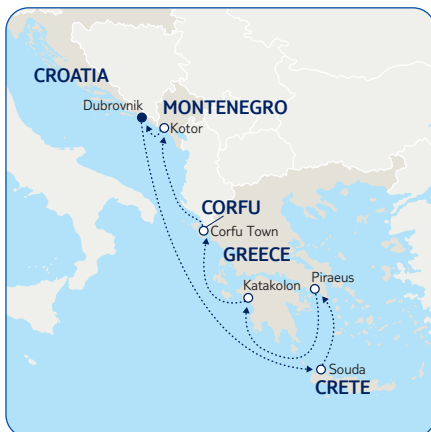 CROATIA
Dubrovnik
MONTENEGRO
Kotor
CORFU
Corfu Town
GREECE
Piraeus
Katakolon
Souda
CRETE